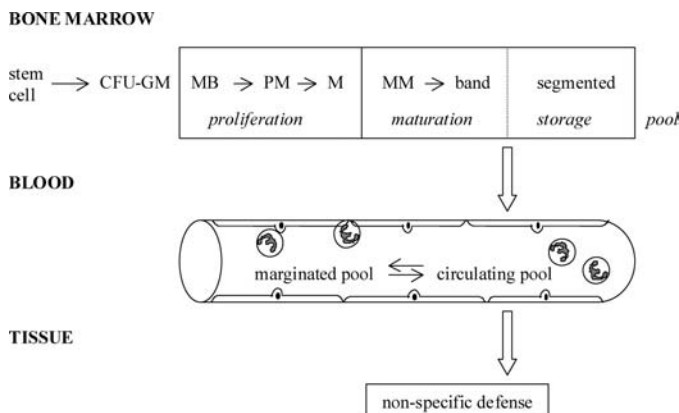 BONE MARROW
stem cell → CFU-GM
MB → PM → M
MM → band
segmented
proliferation
maturation
storage
pool
BLOOD
marginated pool
circulating pool
TISSUE
non-specific defense